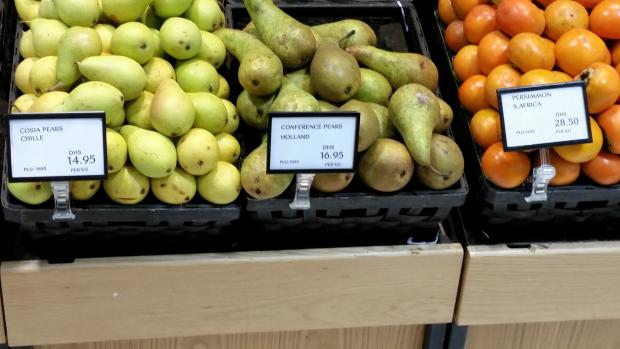 COSIA PEARS
CHILLE
DHS
14.95
PER KG
CONFERENCE PEARS
HOLLAND
DHS
16.95
PER KG
PERSIMMON
S.AFRICA
DHS
28.50
PER KG